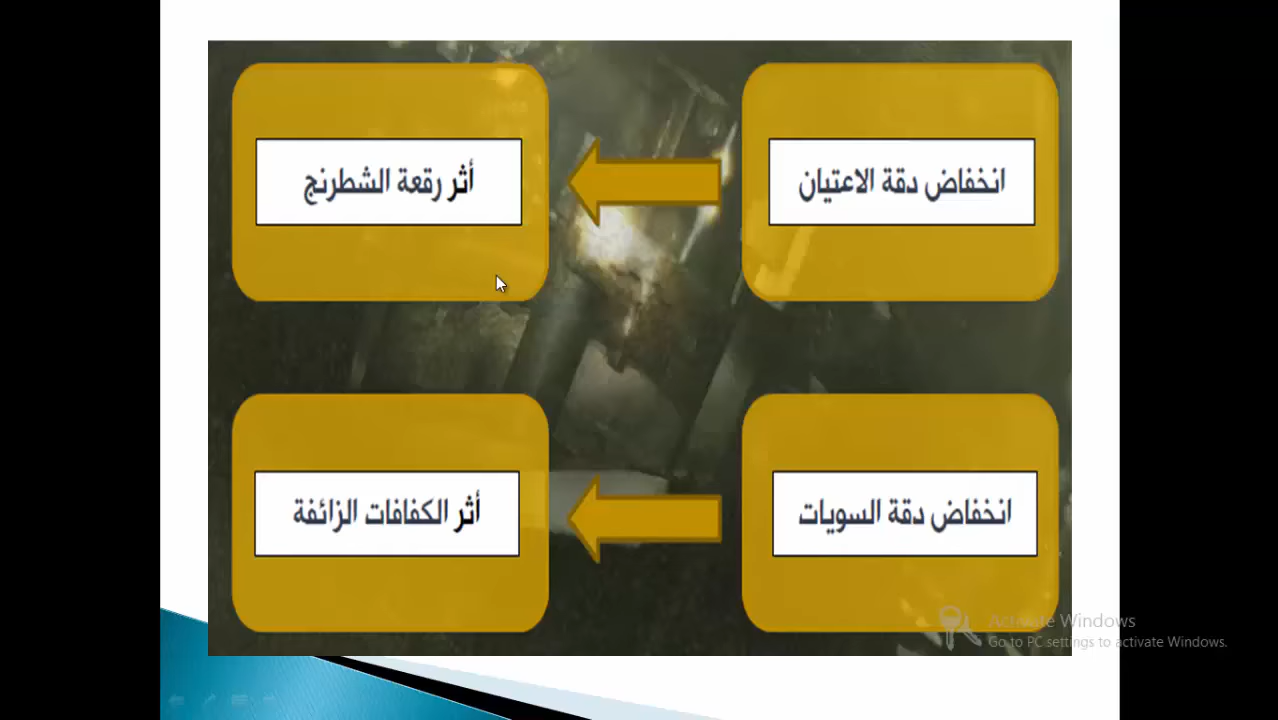 انخفاض دقة الاعتيان
أثر رقعة الشطرنج
انخفاض دقة السويات
أثر الكفافات الزائفة
Activate Windows
Go to PC settings to activate Windows.